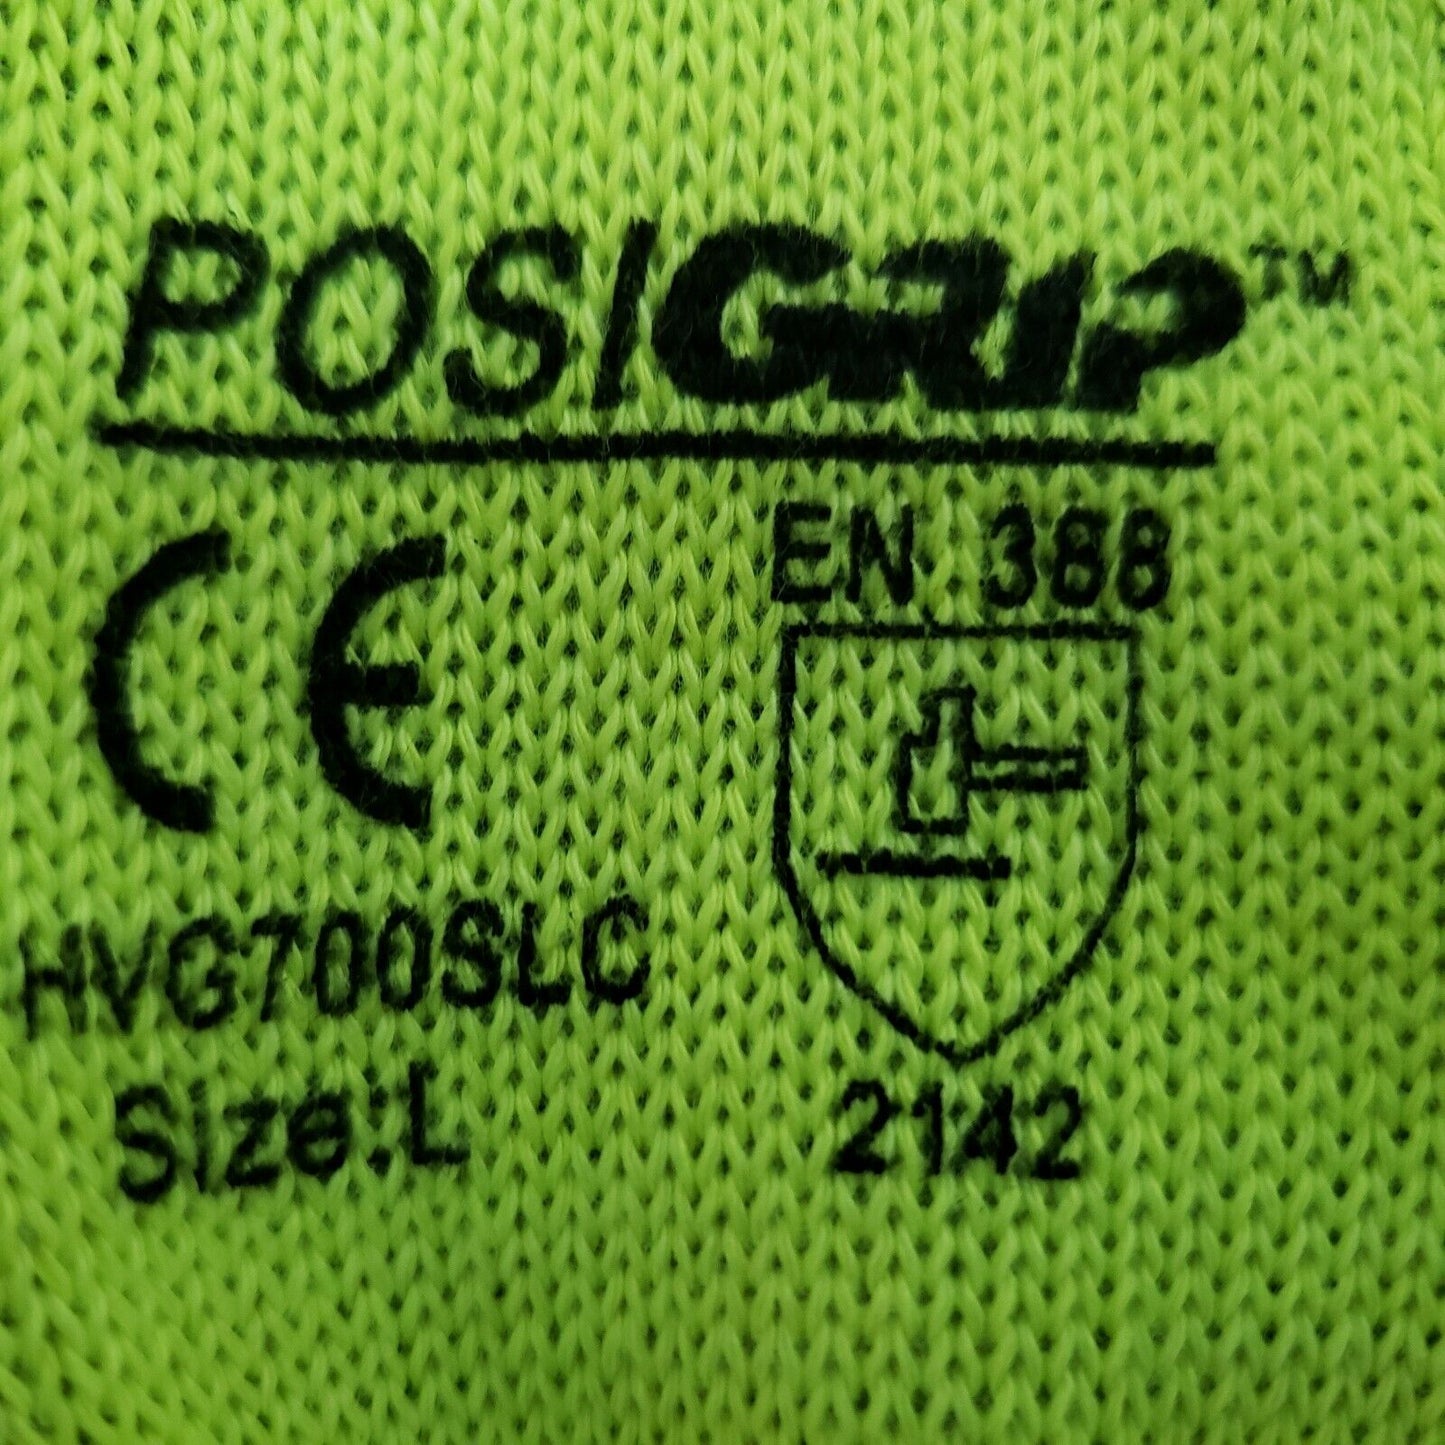 POSIGRIP™
CE
EN 388
HVG700SLC
Size:L
2142